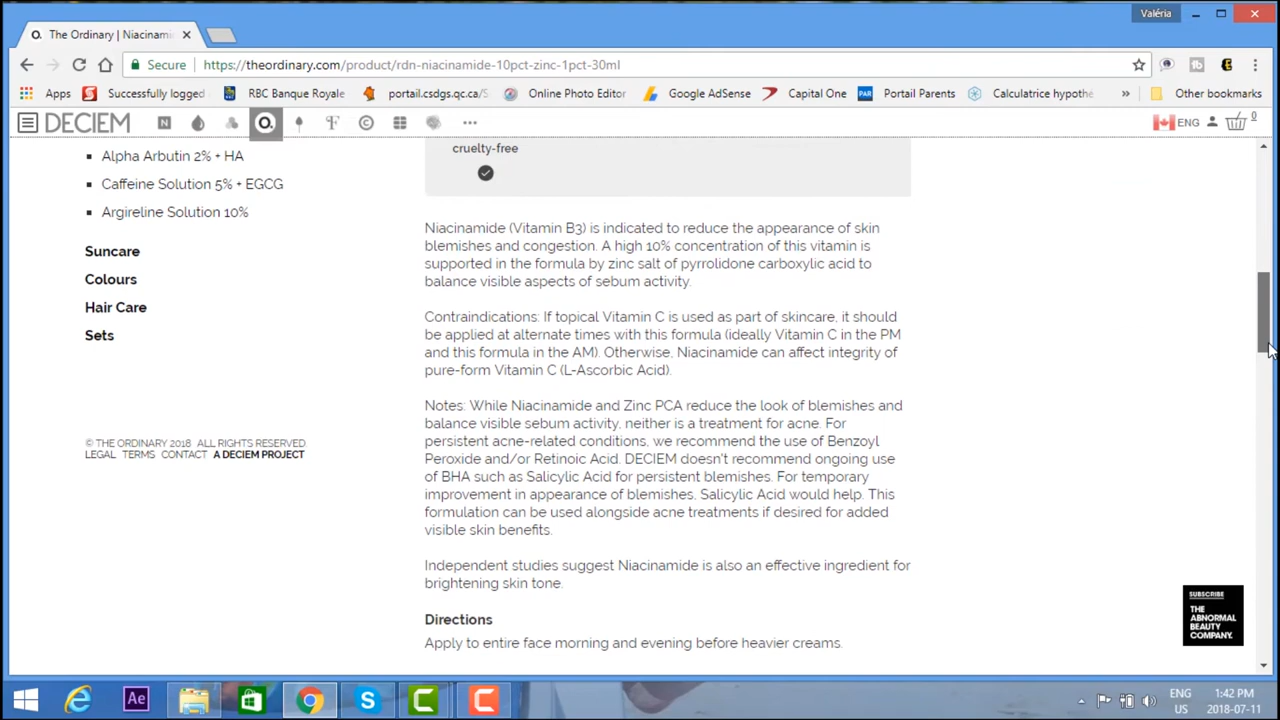 Valéria
O. The Ordinary | Niacinami
Secure https://theordinary.com/product/rdn-niacinamide-10pct-zinc-1pct-30ml
Apps Successfully logged RBC Banque Royale portail.csdgs.qc.ca/S Online Photo Editor Google AdSense Capital One PAR Portail Parents Calculatrice hypothe » Other bookmarks
DECIEM N O. F C ... ENG 0
Alpha Arbutin 2% + HA
Caffeine Solution 5% + EGCG
Argireline Solution 10%
Suncare
Colours
Hair Care
Sets
© THE ORDINARY 2018 ALL RIGHTS RESERVED
LEGAL TERMS CONTACT A DECIEM PROJECT
cruelty-free
Niacinamide (Vitamin B3) is indicated to reduce the appearance of skin
blemishes and congestion. A high 10% concentration of this vitamin is
supported in the formula by zinc salt of pyrrolidone carboxylic acid to
balance visible aspects of sebum activity.
Contraindications: If topical Vitamin C is used as part of skincare, it should
be applied at alternate times with this formula (ideally Vitamin C in the PM
and this formula in the AM). Otherwise, Niacinamide can affect integrity of
pure-form Vitamin C (L-Ascorbic Acid).
Notes: While Niacinamide and Zinc PCA reduce the look of blemishes and
balance visible sebum activity, neither is a treatment for acne. For
persistent acne-related conditions, we recommend the use of Benzoyl
Peroxide and/or Retinoic Acid. DECIEM doesn't recommend ongoing use
of BHA such as Salicylic Acid for persistent blemishes. For temporary
improvement in appearance of blemishes, Salicylic Acid would help. This
formulation can be used alongside acne treatments if desired for added
visible skin benefits.
Independent studies suggest Niacinamide is also an effective ingredient for
brightening skin tone.
Directions
Apply to entire face morning and evening before heavier creams.
SUBSCRIBE
THE
ABNORMAL
BEAUTY
COMPANY.
Ae
ENG
US
1:42 PM
2018-07-11